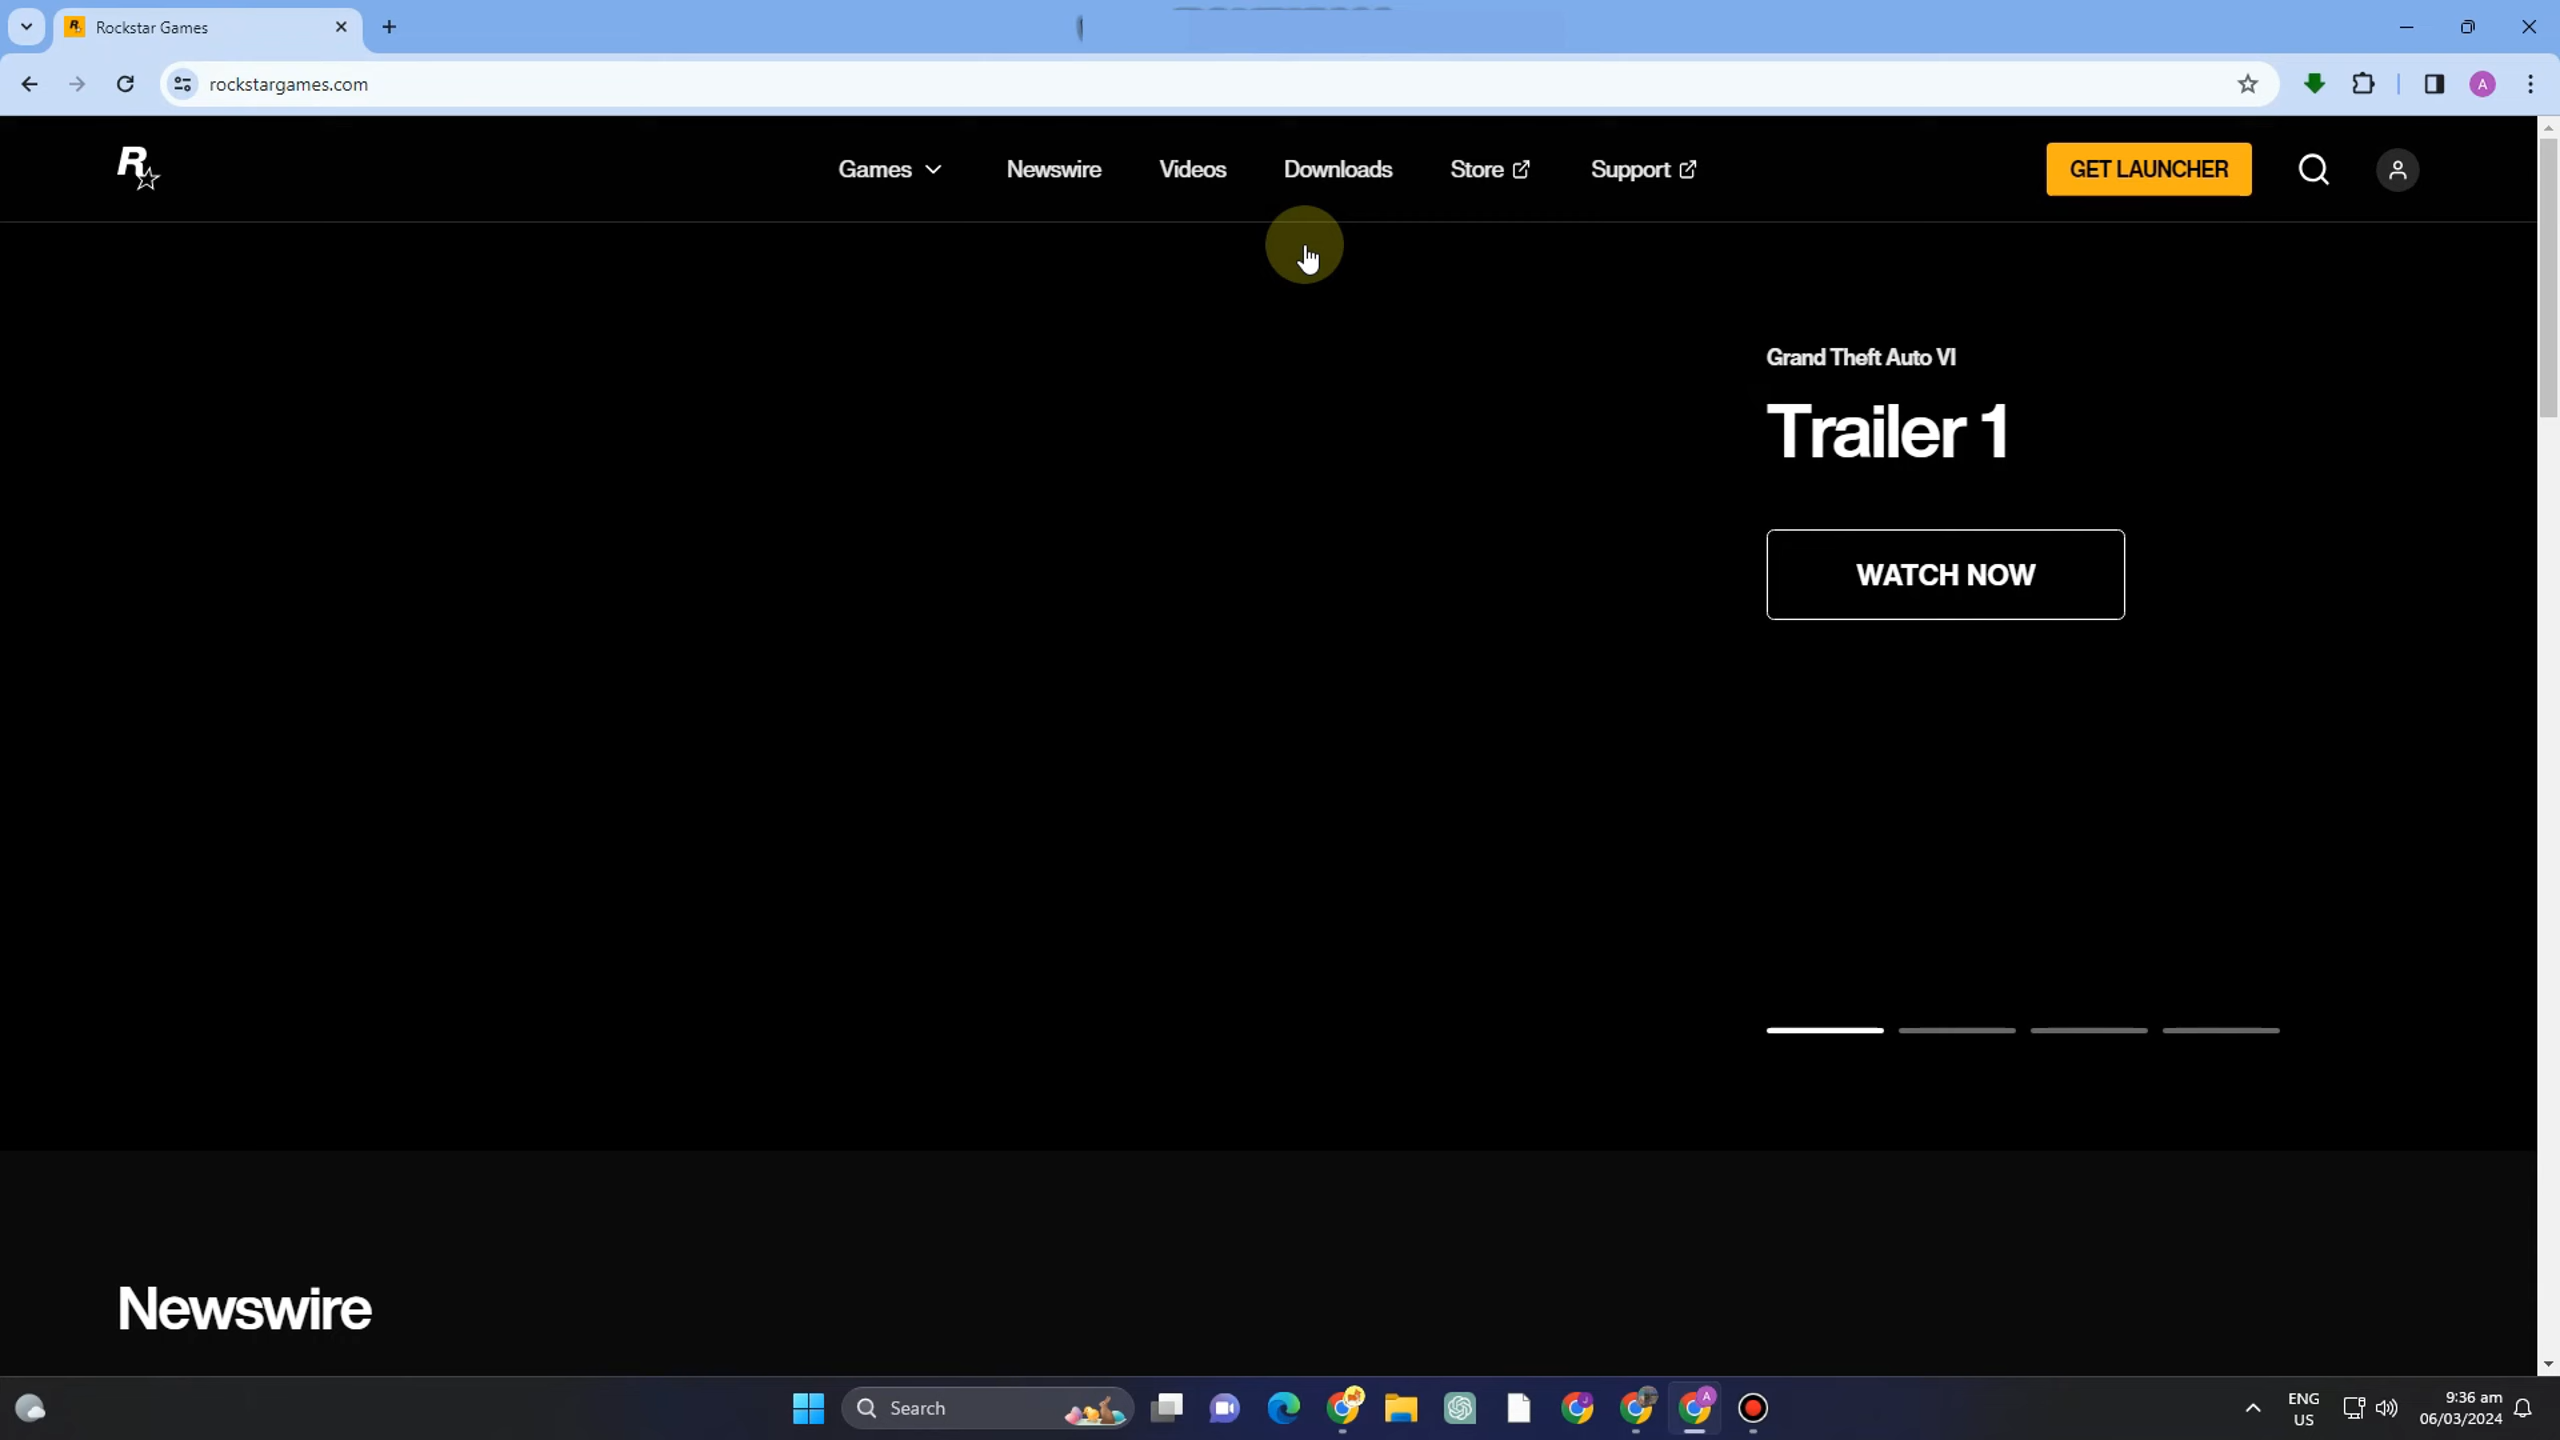 Rockstar Games
rockstargames.com
Games Newswire Videos Downloads Store Support GET LAUNCHER
Grand Theft Auto VI
Trailer 1
WATCH NOW
Newswire
Search
ENG
US
9:36 am
06/03/2024